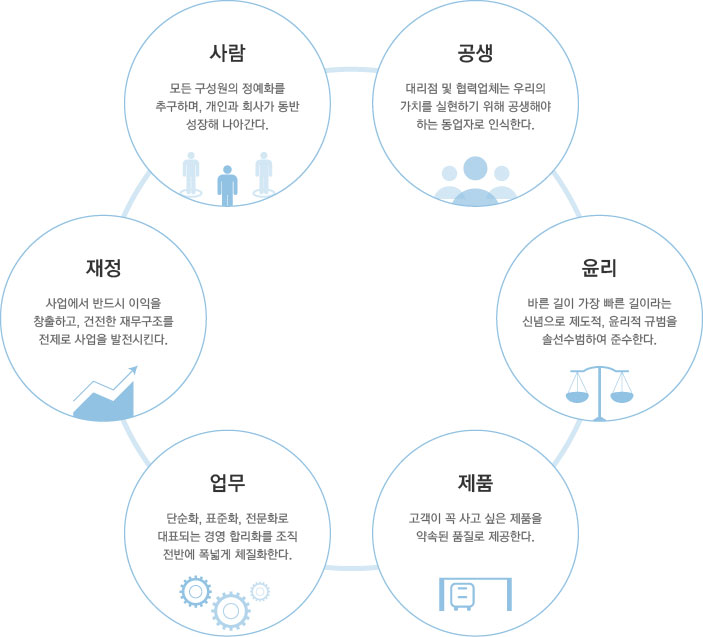 사람
모든 구성원의 정예화를
추구하며, 개인과 회사가 동반
성장해 나아간다.
공생
대리점 및 협력업체는 우리의
가치를 실현하기 위해 공생해야
하는 동업자로 인식한다.
재정
사업에서 반드시 이익을
창출하고, 건전한 재무구조를
전제로 사업을 발전시킨다.
윤리
바른 길이 가장 빠른 길이라는
신념으로 제도적, 윤리적 규범을
솔선수범하여 준수한다.
업무
단순화, 표준화, 전문화로
대표되는 경영 합리화를 조직
전반에 폭넓게 체질화한다.
제품
고객이 꼭 사고 싶은 제품을
약속된 품질로 제공한다.